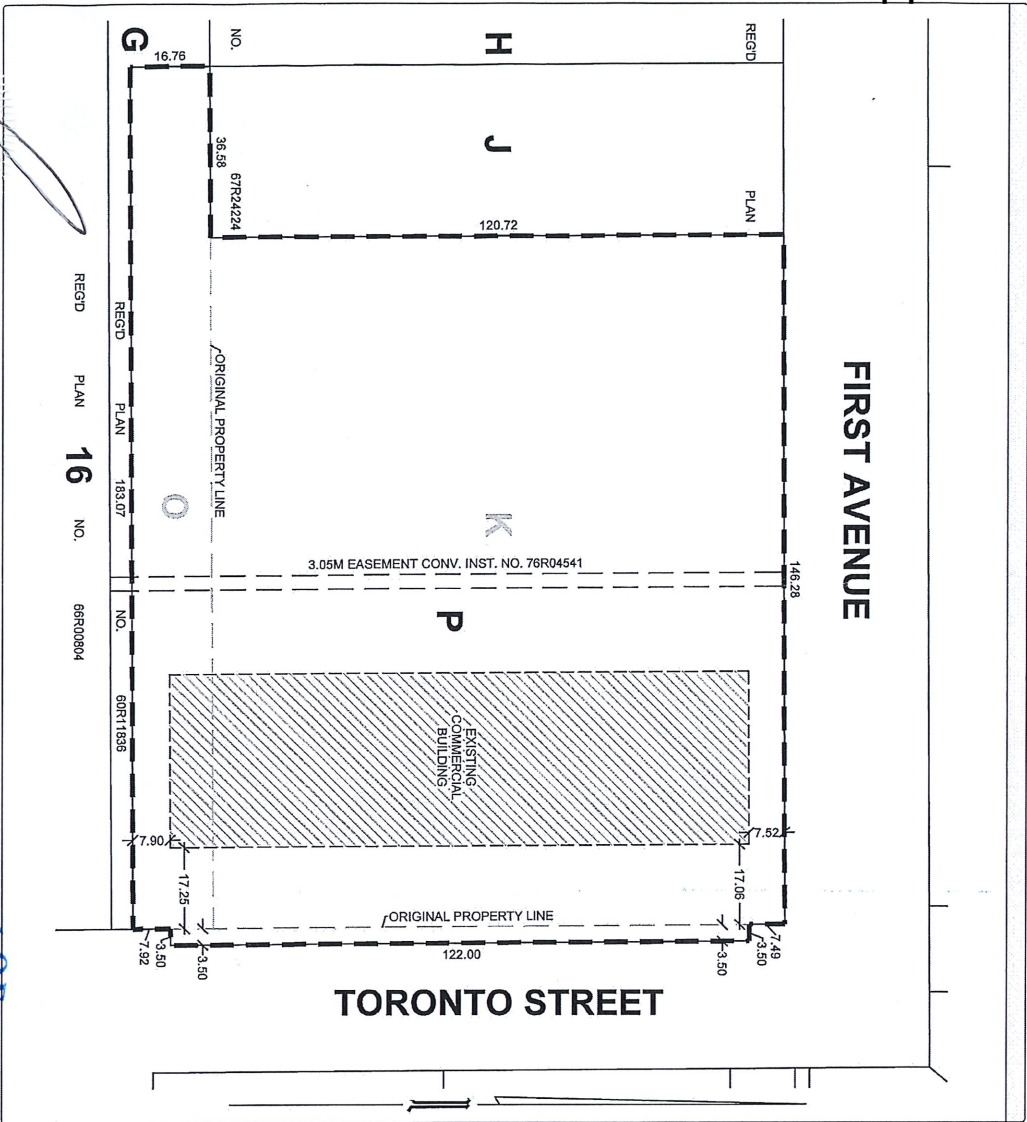 G
16.76
NO.
H
REG'D
J
36.58
67R24224
120.72
PLAN
FIRST AVENUE
REG'D
PLAN
16
NO.
66R00804
REG'D
PLAN
183.07
NO.
60R11836
ORIGINAL PROPERTY LINE
O
K
3.05M EASEMENT CONV. INST. NO. 76R04541
146.28
P
EXISTING
COMMERCIAL
BUILDING
7.90
17.25
7.52
17.06
ORIGINAL PROPERTY LINE
7.92
3.50
3.50
122.00
3.50
3.50
7.49
TORONTO STREET